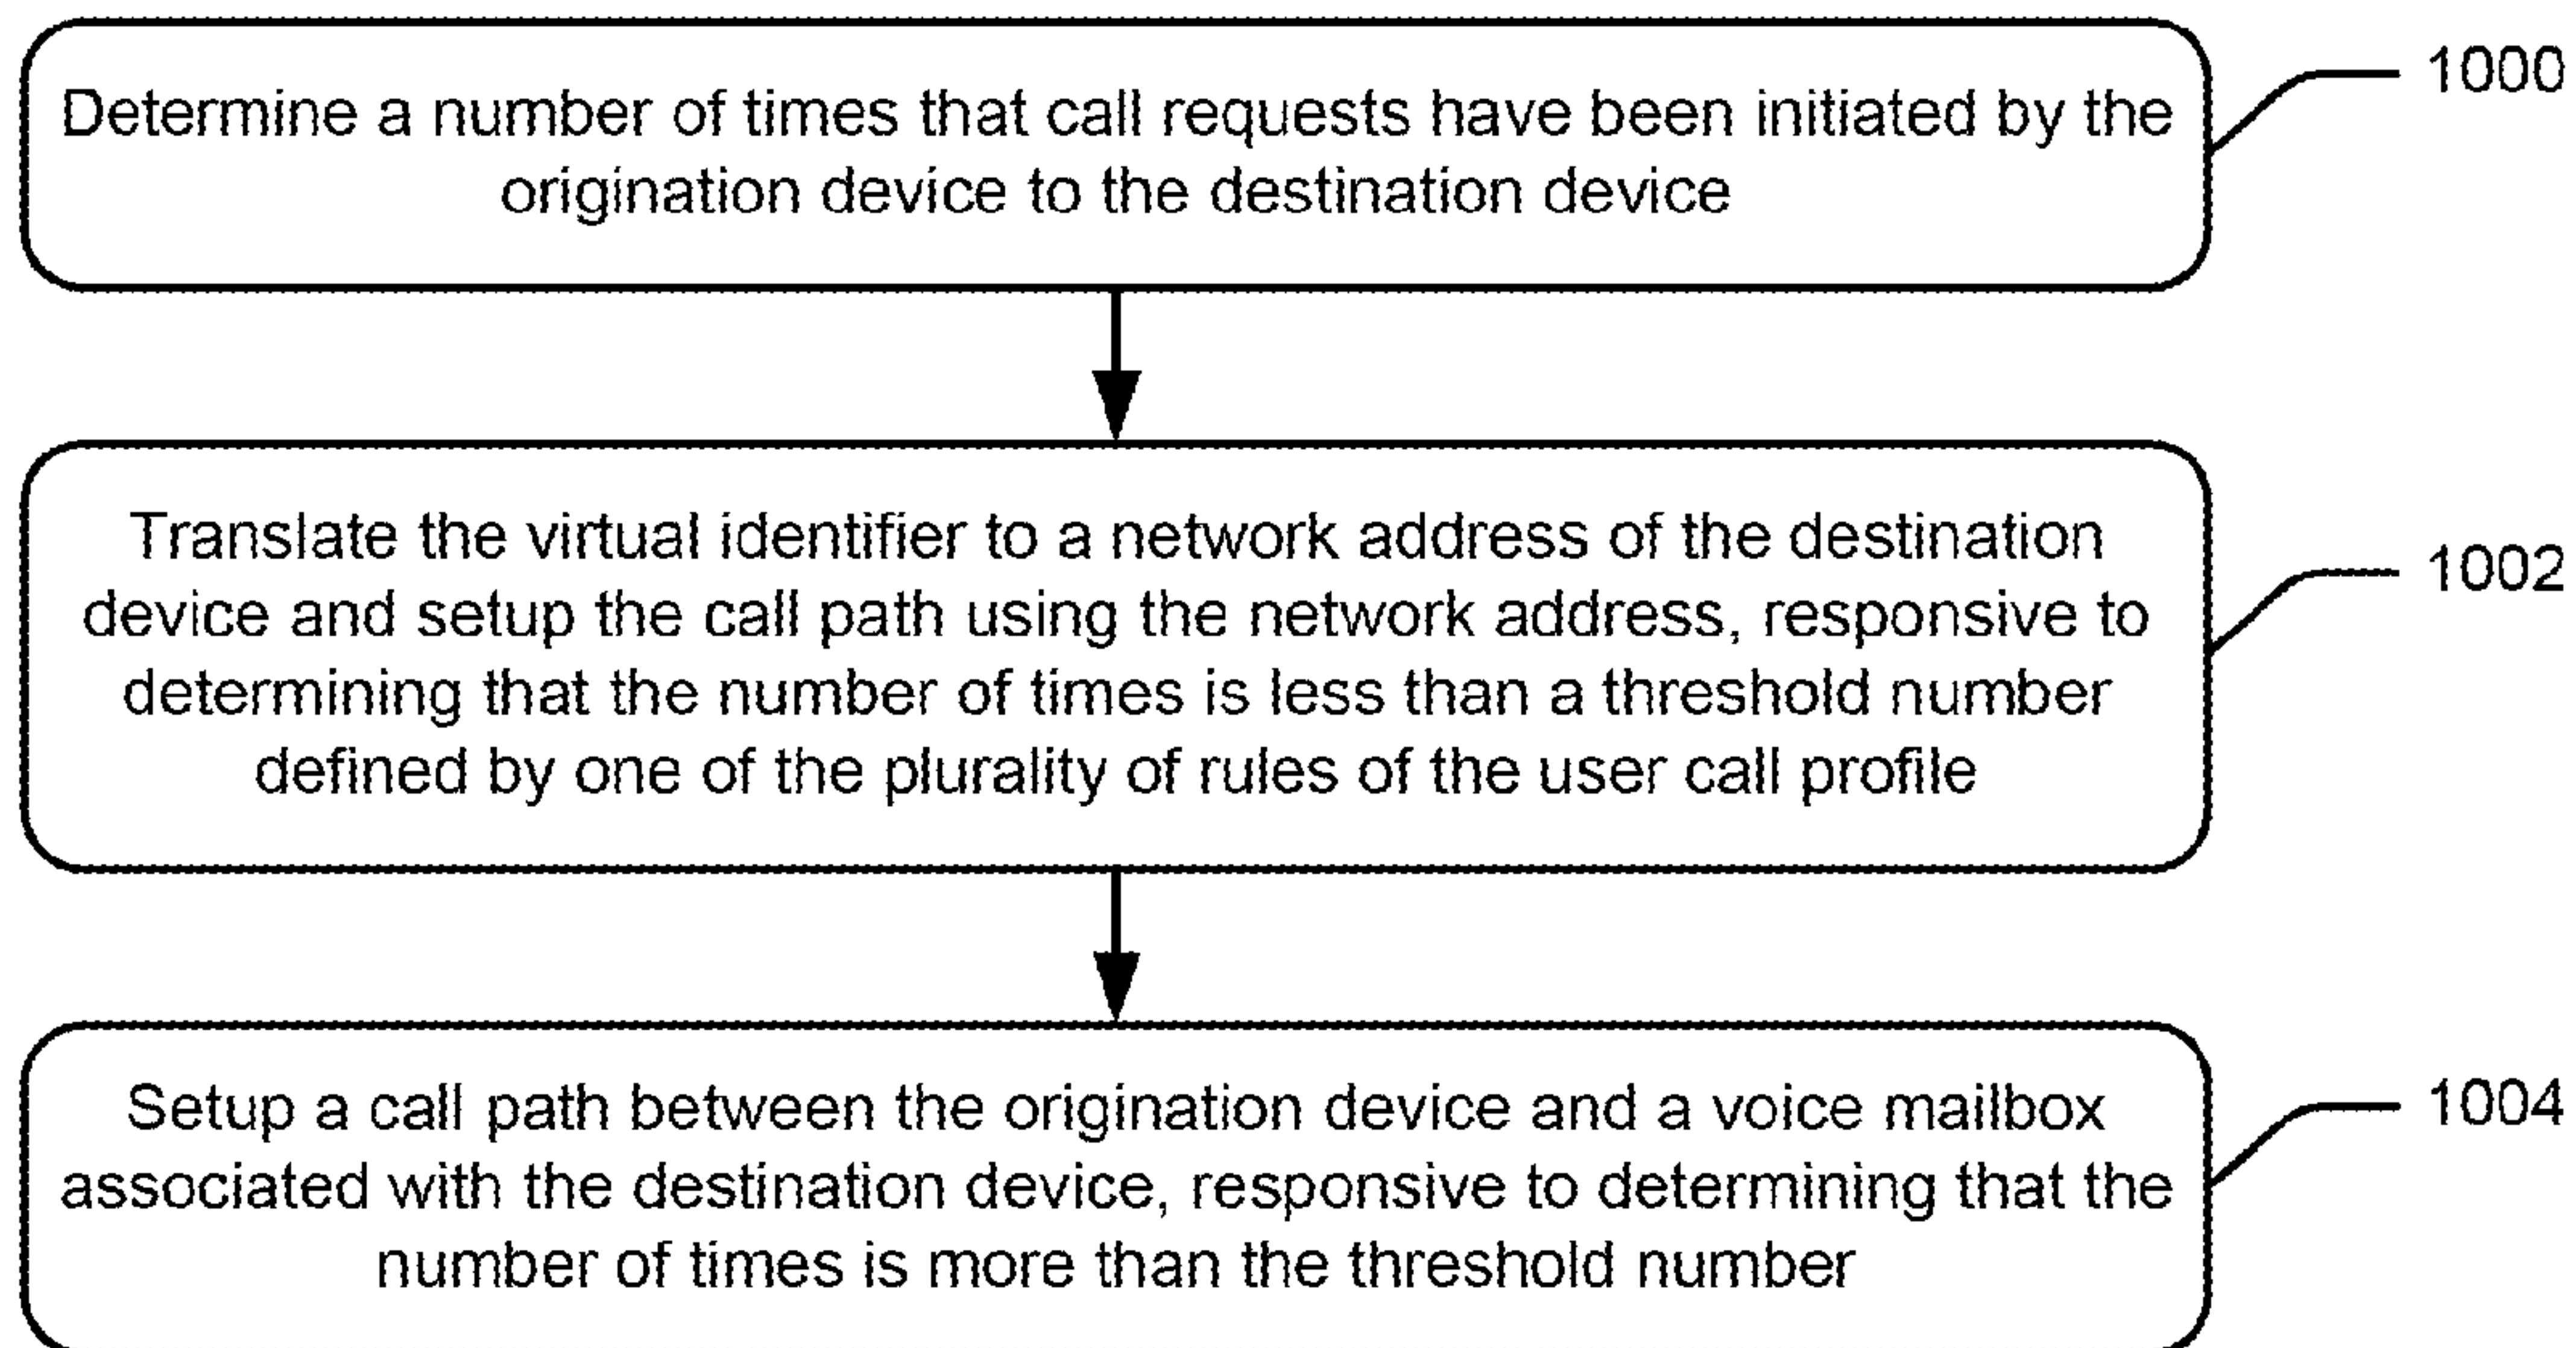 Determine a number of times that call requests have been initiated by the
origination device to the destination device
1000
Translate the virtual identifier to a network address of the destination
device and setup the call path using the network address, responsive to
determining that the number of times is less than a threshold number
defined by one of the plurality of rules of the user call profile
1002
Setup a call path between the origination device and a voice mailbox
associated with the destination device, responsive to determining that the
number of times is more than the threshold number
1004